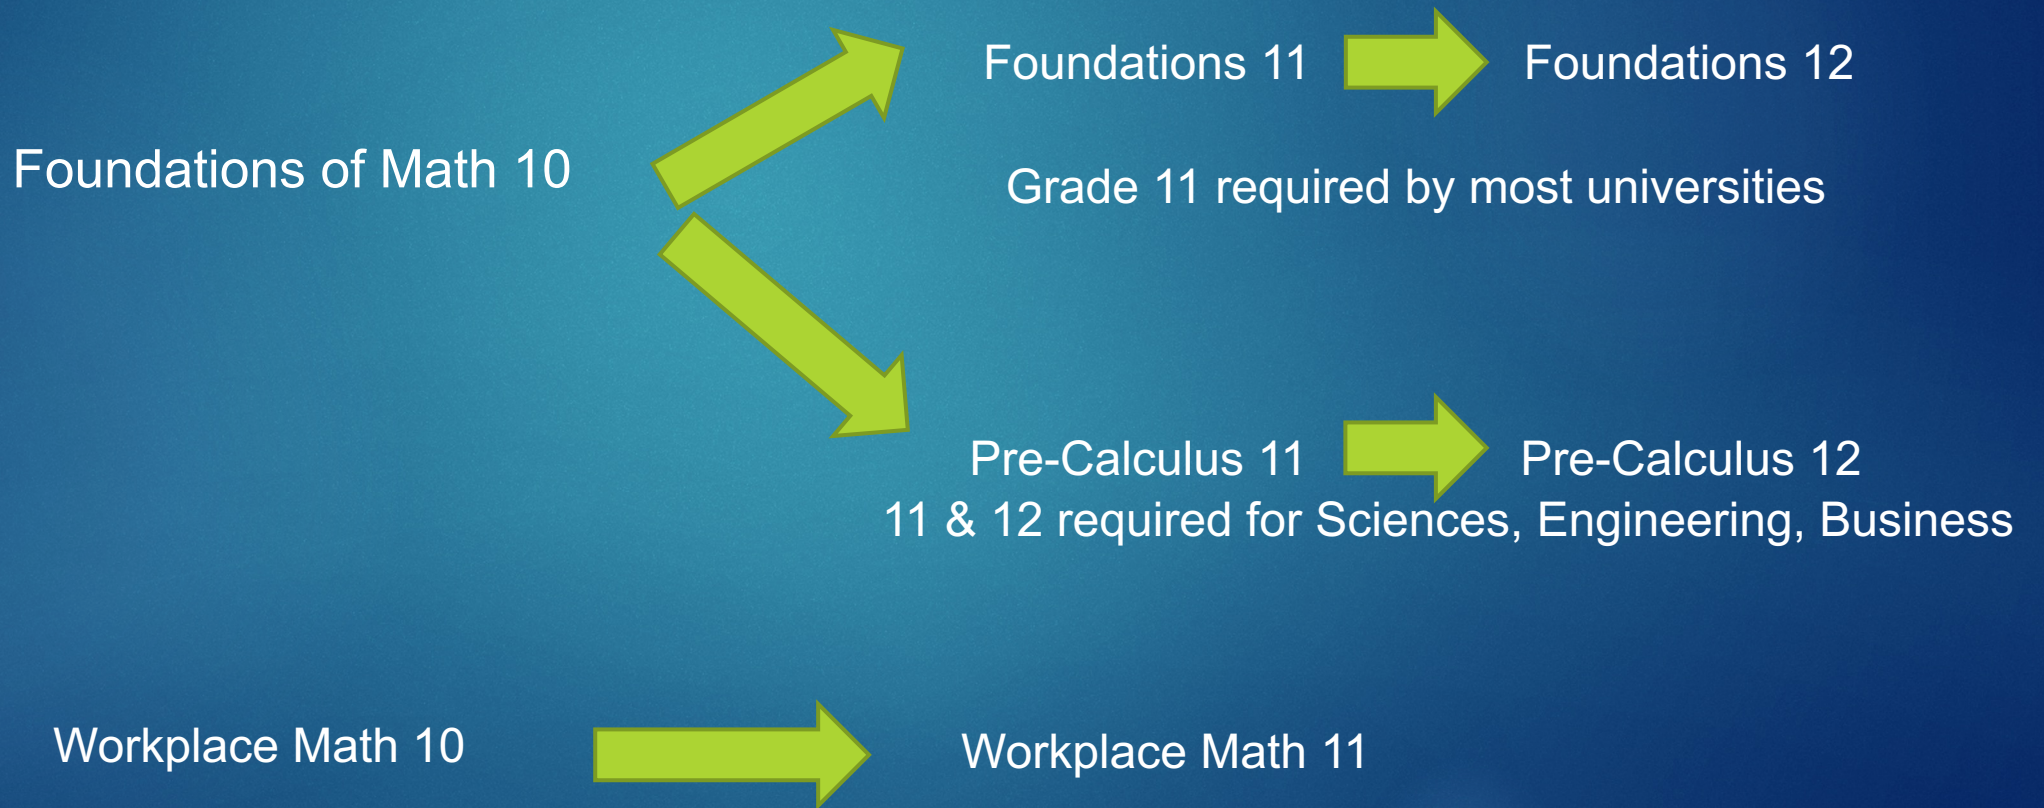 Foundations 11
Foundations 12
Foundations of Math 10
Grade 11 required by most universities
Pre-Calculus 11
Pre-Calculus 12
11 & 12 required for Sciences, Engineering, Business
Workplace Math 10
Workplace Math 11